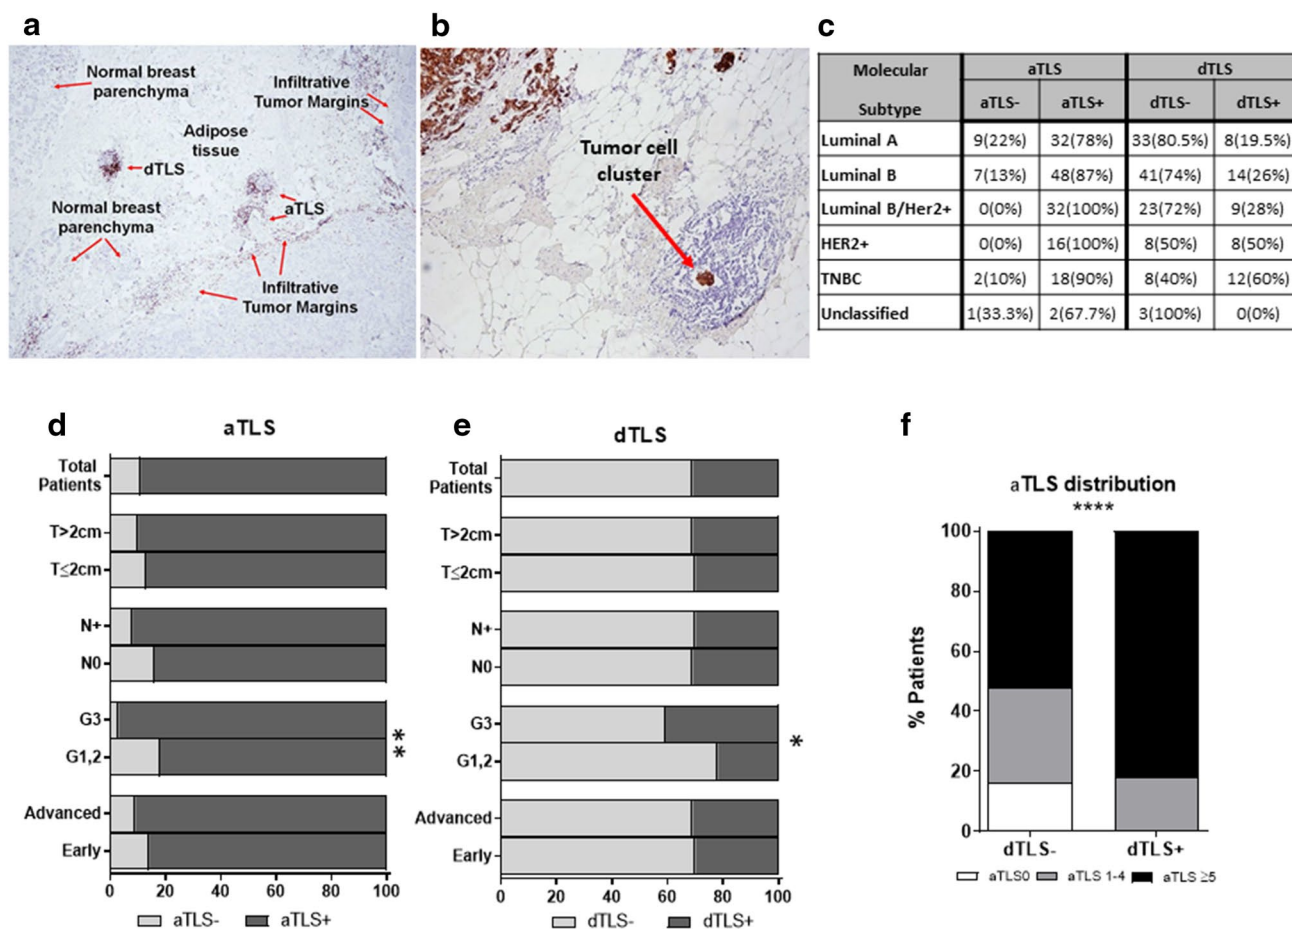 a
Normal breast
parenchyma
Infiltrative
Tumor Margins
Adipose
tissue
dTLS
aTLS
Normal breast
parenchyma
Infiltrative
Tumor Margins
b
Tumor cell
cluster
c
Molecular
Subtype
aTLS
dTLS
aTLS- aTLS+ dTLS- dTLS+
Luminal A 9(22%) 32(78%) 33(80.5%) 8(19.5%)
Luminal B 7(13%) 48(87%) 41(74%) 14(26%)
Luminal B/Her2+ 0(0%) 32(100%) 23(72%) 9(28%)
HER2+ 0(0%) 16(100%) 8(50%) 8(50%)
TNBC 2(10%) 18(90%) 8(40%) 12(60%)
Unclassified 1(33.3%) 2(67.7%) 3(100%) 0(0%)
d
aTLS
Total
Patients
T>2cm
T≤2cm
N+
N0
G3
G1,2
**
Advanced
Early
0 20 40 60 80 100
aTLS- aTLS+
e
dTLS
Total
Patients
T>2cm
T≤2cm
N+
N0
G3
G1,2
*
Advanced
Early
0 20 40 60 80 100
dTLS- dTLS+
f
aTLS distribution
****
% Patients
100
80
60
40
20
0
dTLS- dTLS+
aTLS0 aTLS 1-4 aTLS ≥5